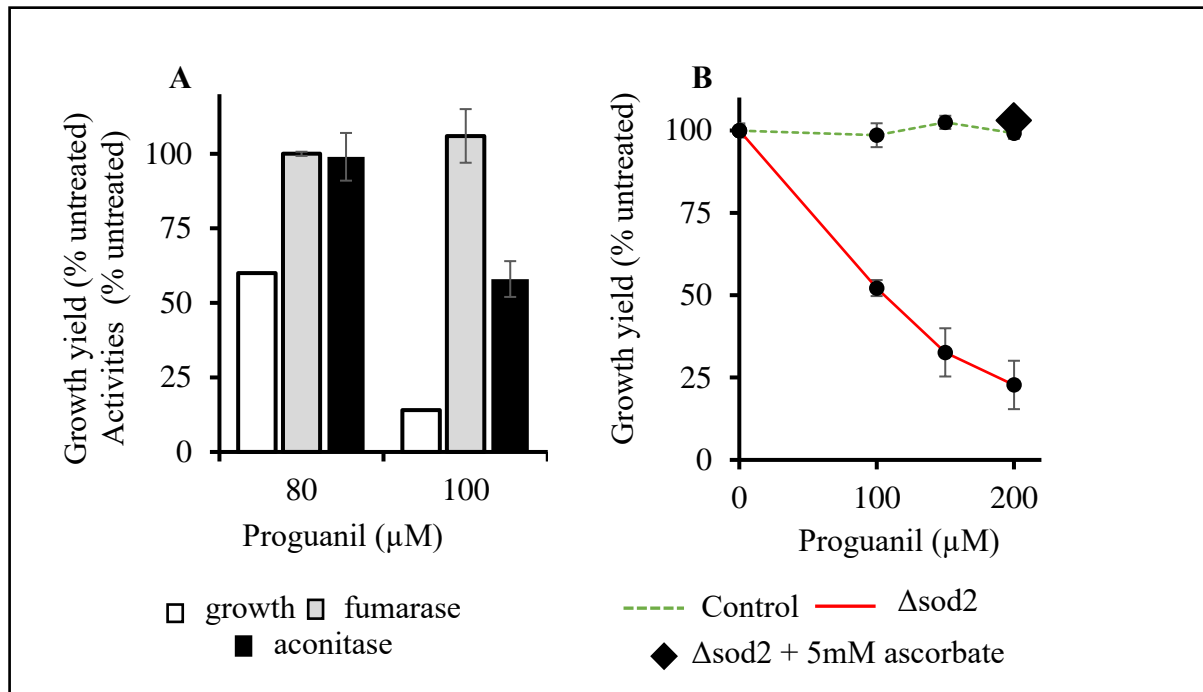 A
Growth yield (% untreated)
Activities (% untreated)
100
75
50
25
0
80
100
Proguanil (µM)
growth
fumarase
aconitase
B
Growth yield (% untreated)
100
75
50
25
0
0
100
200
Proguanil (µM)
Control
Δsod2
Δsod2 + 5mM ascorbate